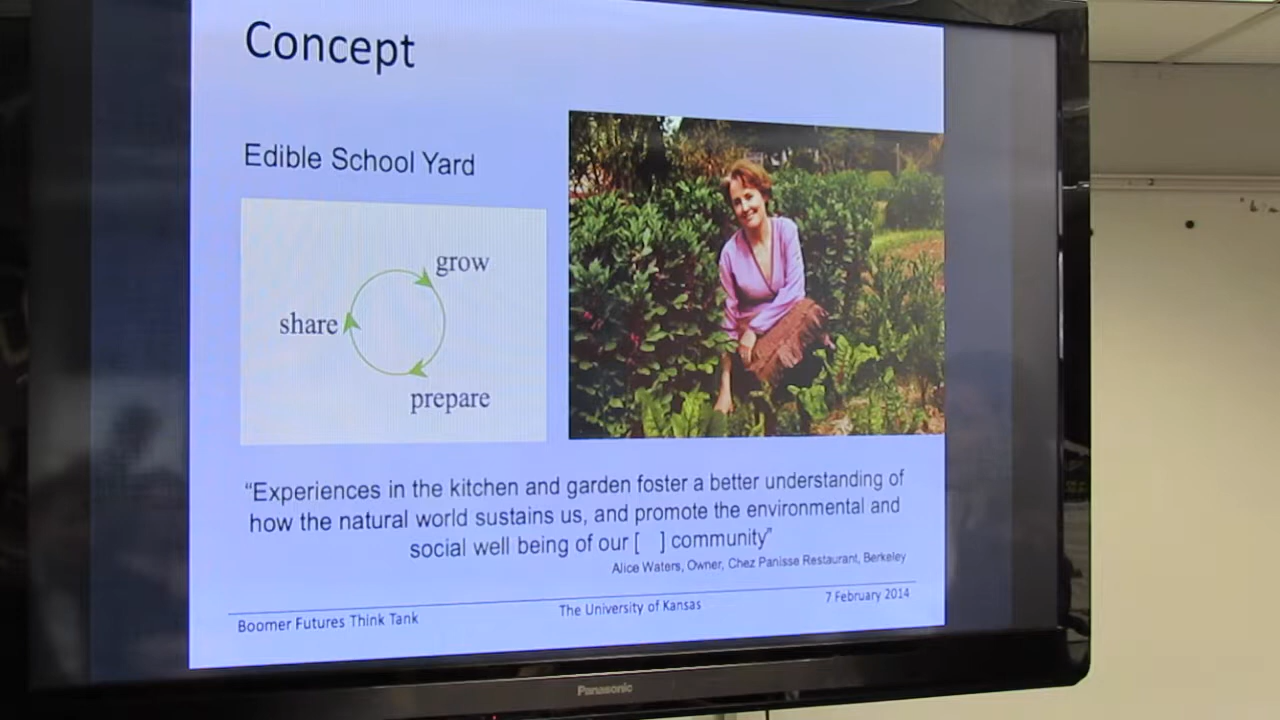 Concept
Edible School Yard
grow
share
prepare
“Experiences in the kitchen and garden foster a better understanding of
how the natural world sustains us, and promote the environmental and
social well being of our [ ] community”
Alice Waters, Owner, Chez Panisse Restaurant, Berkeley
Boomer Futures Think Tank
The University of Kansas
7 February 2014
Panasonic